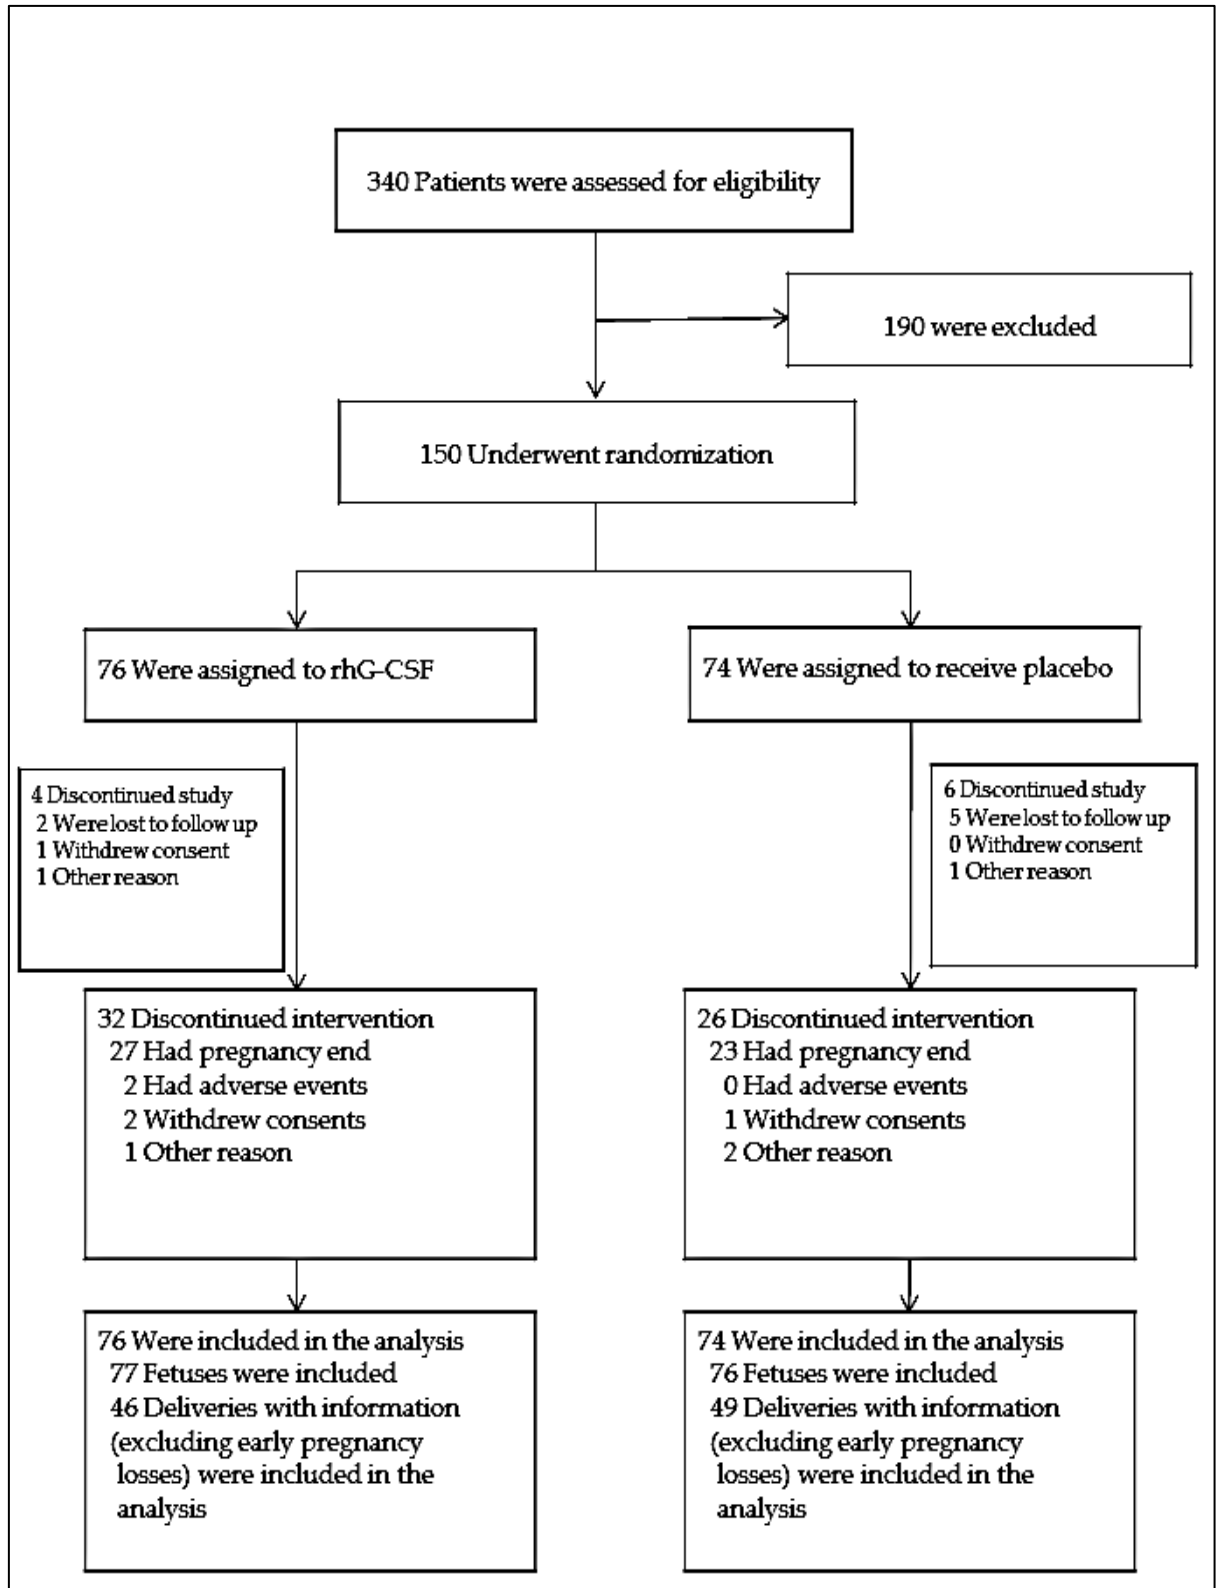 340 Patients were assessed for eligibility
190 were excluded
150 Underwent randomization
76 Were assigned to rhG-CSF
74 Were assigned to receive placebo
4 Discontinued study
2 Were lost to follow up
1 Withdrew consent
1 Other reason
6 Discontinued study
5 Were lost to follow up
0 Withdrew consent
1 Other reason
32 Discontinued intervention
27 Had pregnancy end
2 Had adverse events
2 Withdrew consents
1 Other reason
26 Discontinued intervention
23 Had pregnancy end
0 Had adverse events
1 Withdrew consents
2 Other reason
76 Were included in the analysis
77 Fetuses were included
46 Deliveries with information
(excluding early pregnancy
losses) were included in the
analysis
74 Were included in the analysis
76 Fetuses were included
49 Deliveries with information
(excluding early pregnancy
losses) were included in the
analysis